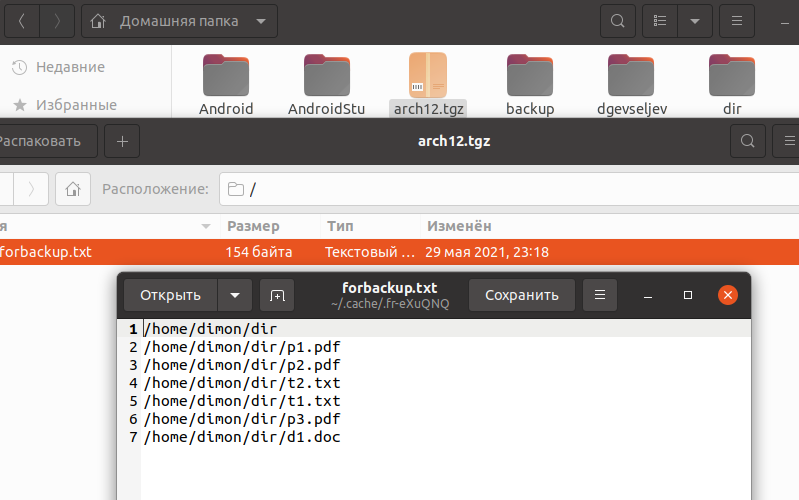 Домашняя папка
Недавние
Избранные
Android
AndroidStu
arch12.tgz
backup
dgevseljev
dir
Распаковать
arch12.tgz
Расположение:
/
я
Размер
Тип
Изменён
forbackup.txt
154 байта
Текстовый ...
29 мая 2021, 23:18
Открыть
forbackup.txt
~/.cache/.fr-eXuQNQ
Сохранить
1 /home/dimon/dir
2 /home/dimon/dir/p1.pdf
3 /home/dimon/dir/p2.pdf
4 /home/dimon/dir/t2.txt
5 /home/dimon/dir/t1.txt
6 /home/dimon/dir/p3.pdf
7 /home/dimon/dir/d1.doc